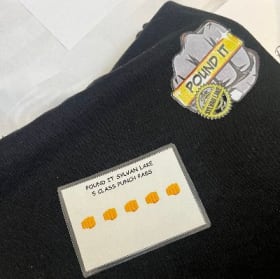 POUND IT
POUND IT SYLVAN LAKE
5 CLASS PUNCH PASS